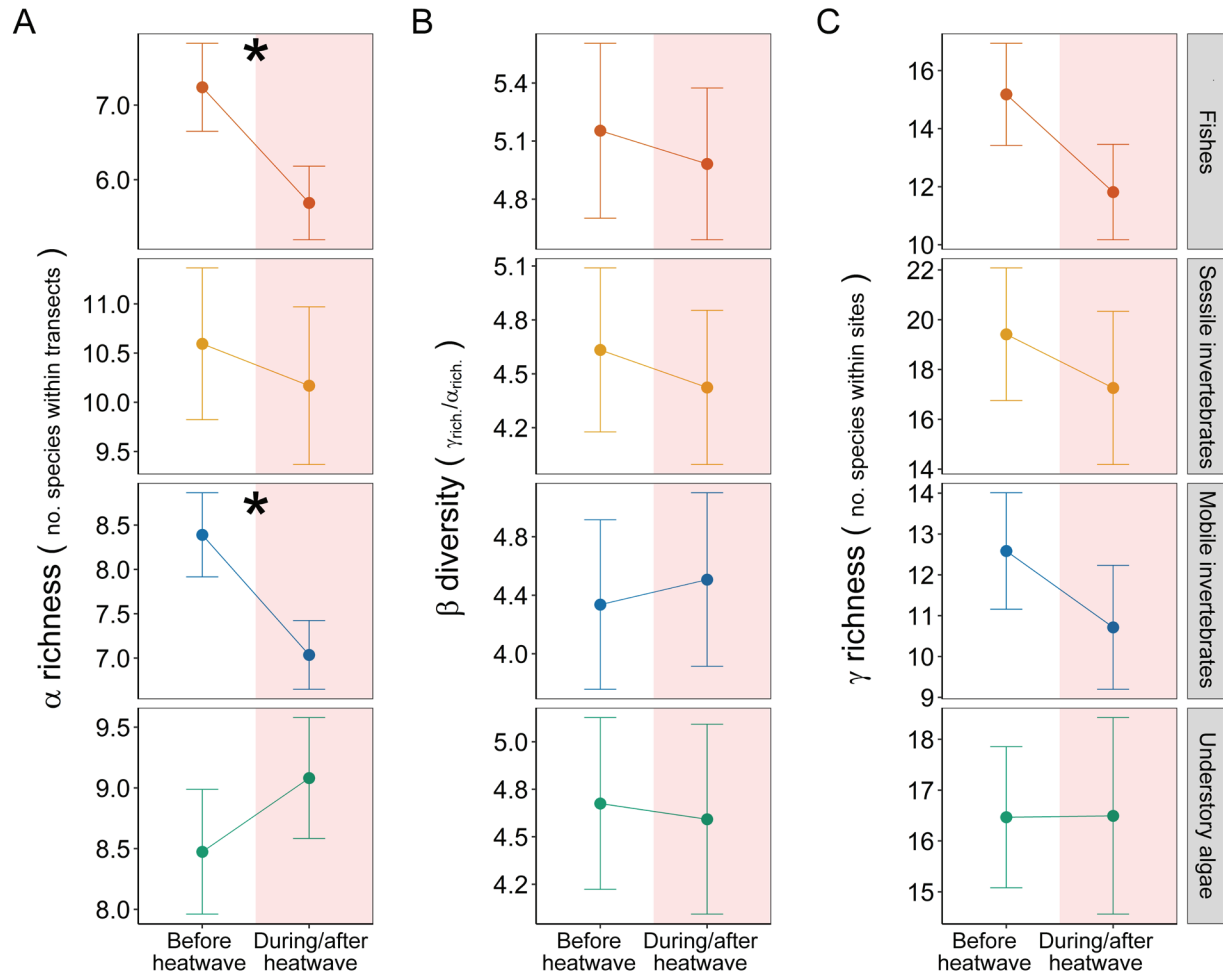 A
B
C
*
7.0
6.0
5.4
5.1
4.8
16
14
12
10
Fishes
11.0
10.5
10.0
9.5
5.1
4.8
4.5
4.2
22
20
18
16
14
Sessile invertebrates
*
8.5
8.0
7.5
7.0
4.8
4.4
4.0
14
13
12
11
10
9
Mobile invertebrates
9.5
9.0
8.5
8.0
5.0
4.8
4.5
4.2
18
17
16
15
Understory algae
α richness ( no. species within transects )
β diversity ( γrich./αrich. )
γ richness ( no. species within sites )
Before
heatwave
During/after
heatwave
Before
heatwave
During/after
heatwave
Before
heatwave
During/after
heatwave